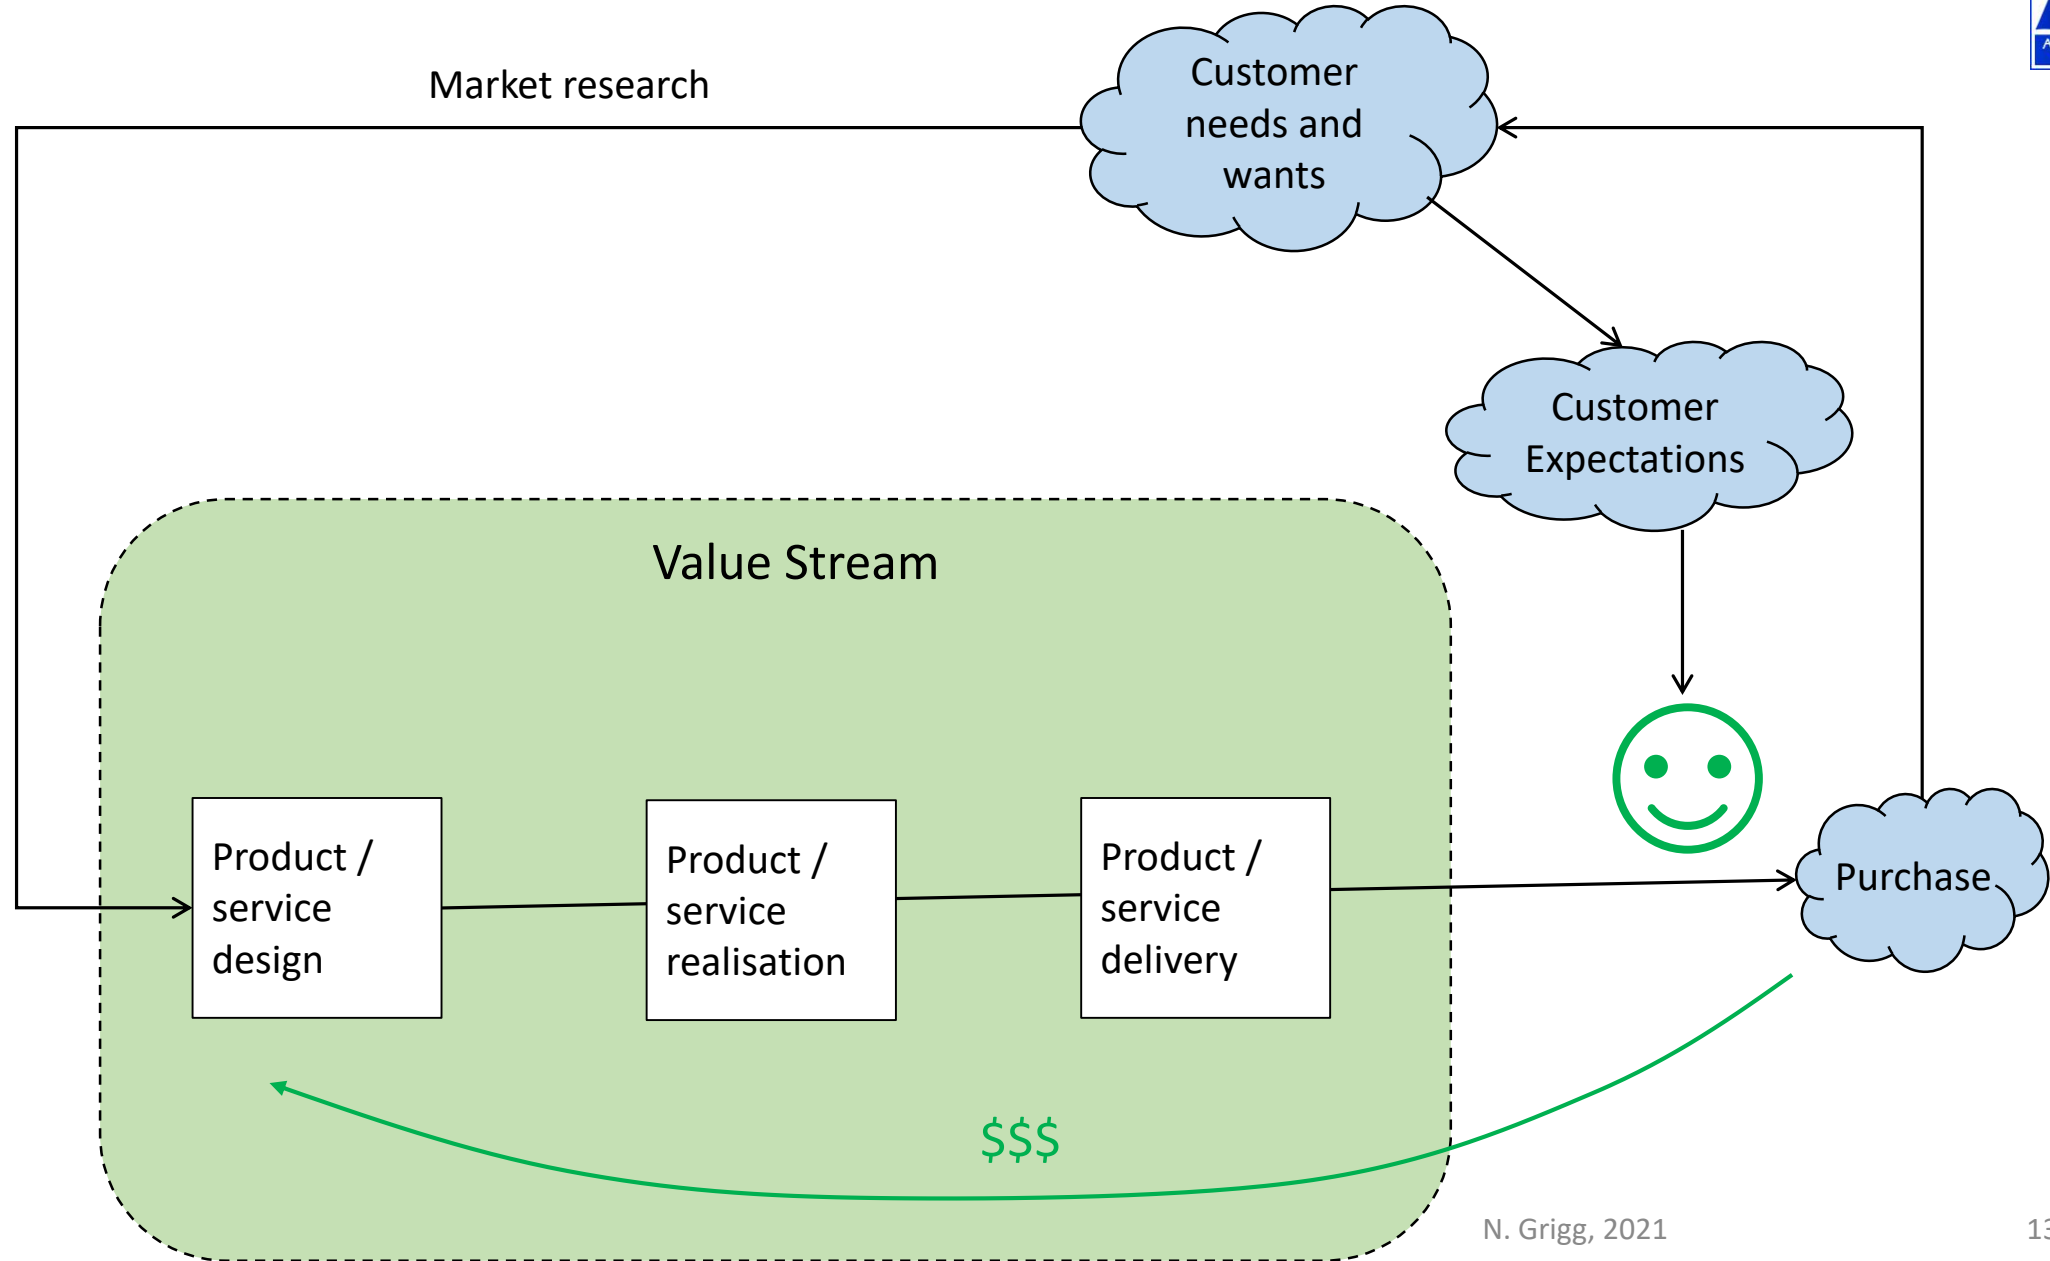 Market research
Customer
needs and
wants
Customer
Expectations
Value Stream
Product /
service
design
Product /
service
realisation
Product /
service
delivery
Purchase
$$$
N. Grigg, 2021